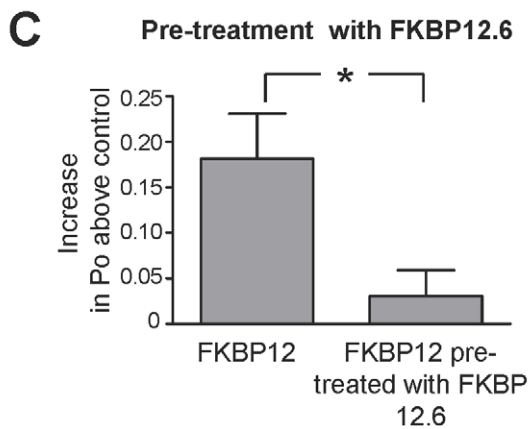 C
Pre-treatment with FKBP12.6
*
Increase
in Po above control
0.25
0.20
0.15
0.10
0.05
0
FKBP12
FKBP12 pre-
treated with FKBP
12.6